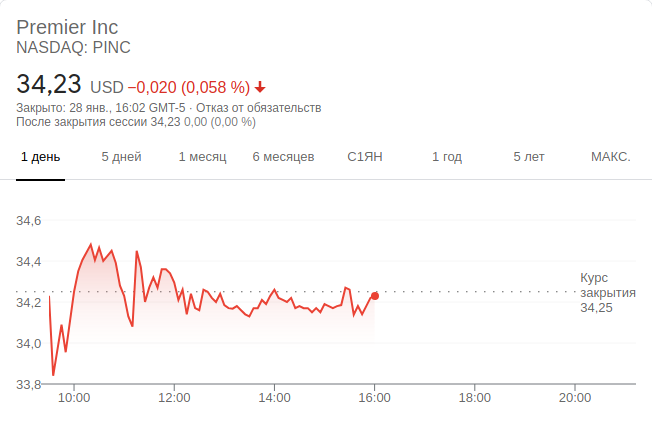 Premier Inc
NASDAQ: PINC
34,23 USD −0,020 (0,058 %)
Закрыто: 28 янв., 16:02 GMT-5 · Отказ от обязательств
После закрытия сессии 34,23 0,00 (0,00 %)
1 день 5 дней 1 месяц 6 месяцев С1ЯН 1 год 5 лет МАКС.
34,6
34,4
Курс
закрытия
34,25
34,2
34,0
33,8
10:00 12:00 14:00 16:00 18:00 20:00